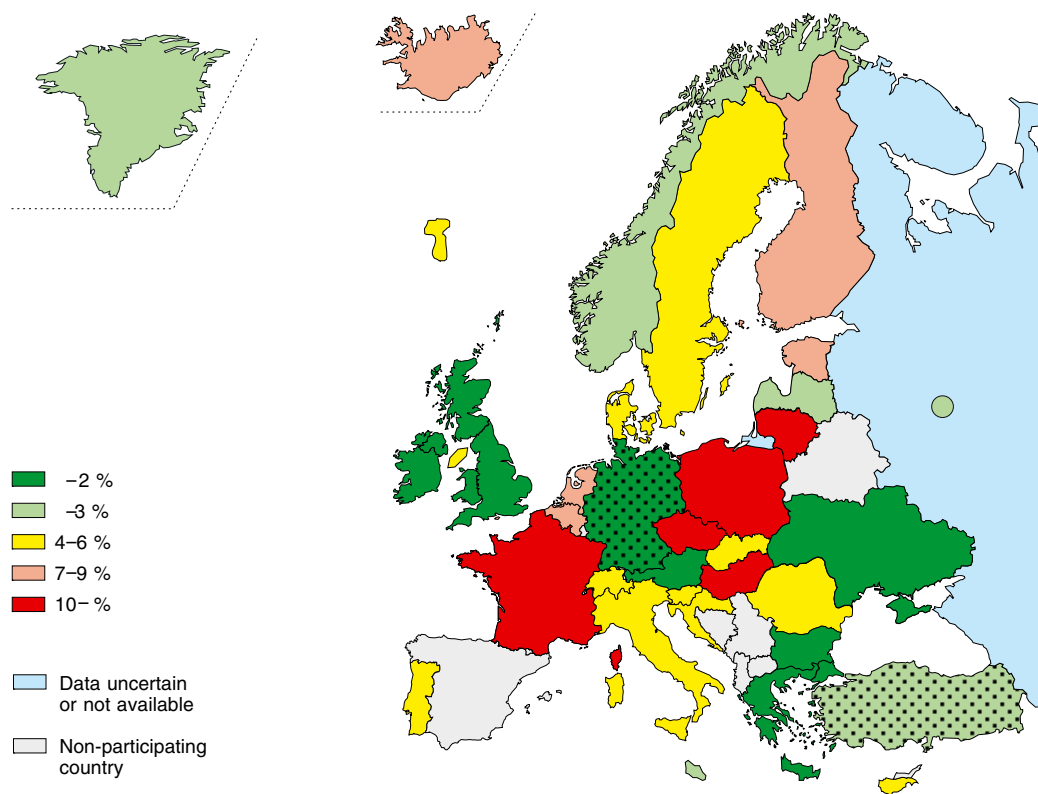 –2 %
–3 %
4–6 %
7–9 %
10– %
Data uncertain
or not available
Non-participating
country